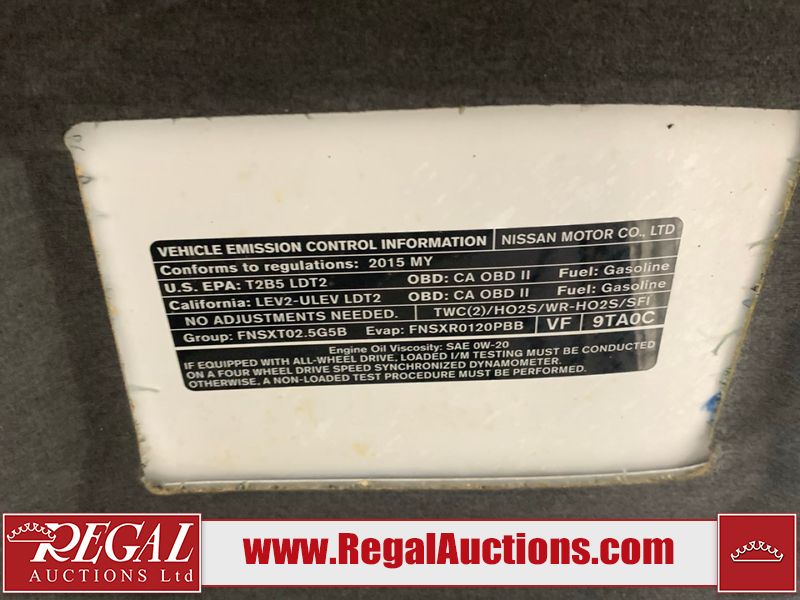 VEHICLE EMISSION CONTROL INFORMATION NISSAN MOTOR CO., LTD
Conforms to regulations: 2015 MY
U.S. EPA: T2B5 LDT2 OBD: CA OBD II Fuel: Gasoline
California: LEV2-ULEV LDT2 OBD: CA OBD II Fuel: Gasoline
NO ADJUSTMENTS NEEDED. TWC(2)/HO2S/WR-HO2S/SFI
Group: FNSXT02.5G5B Evap: FNSXR0120PBB VF 9TA0C
Engine Oil Viscosity: SAE 0W-20
IF EQUIPPED WITH ALL-WHEEL DRIVE, LOADED I/M TESTING MUST BE CONDUCTED
ON A FOUR WHEEL DRIVE SPEED SYNCHRONIZED DYNAMOMETER.
OTHERWISE, A NON-LOADED TEST PROCEDURE MUST BE PERFORMED.
REGAL
AUCTIONS Ltd
www.RegalAuctions.com